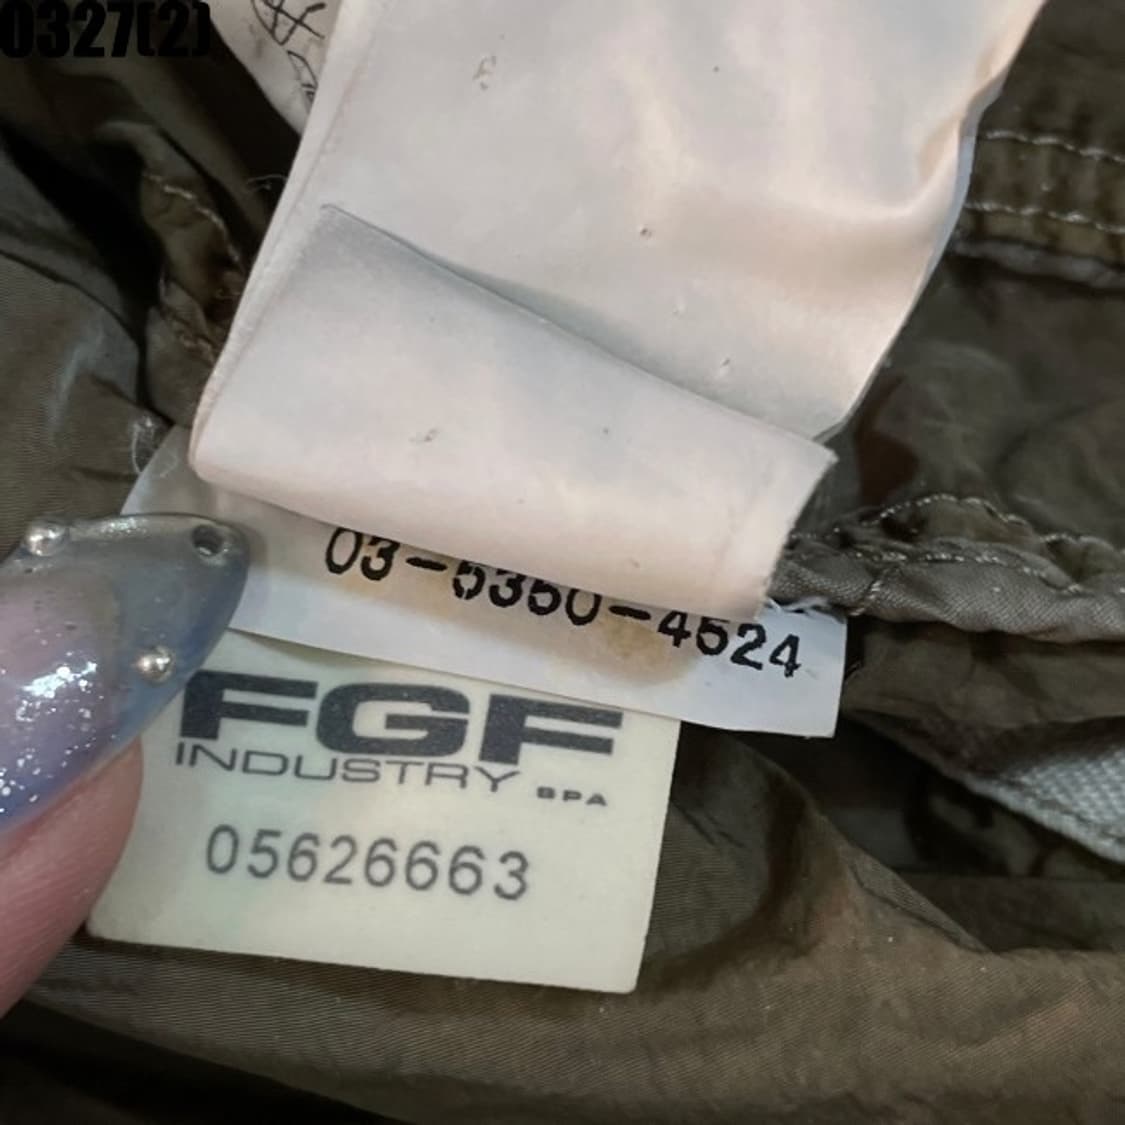 0327(2)
03-5350-4524
FGF
INDUSTRY SPA
05626663